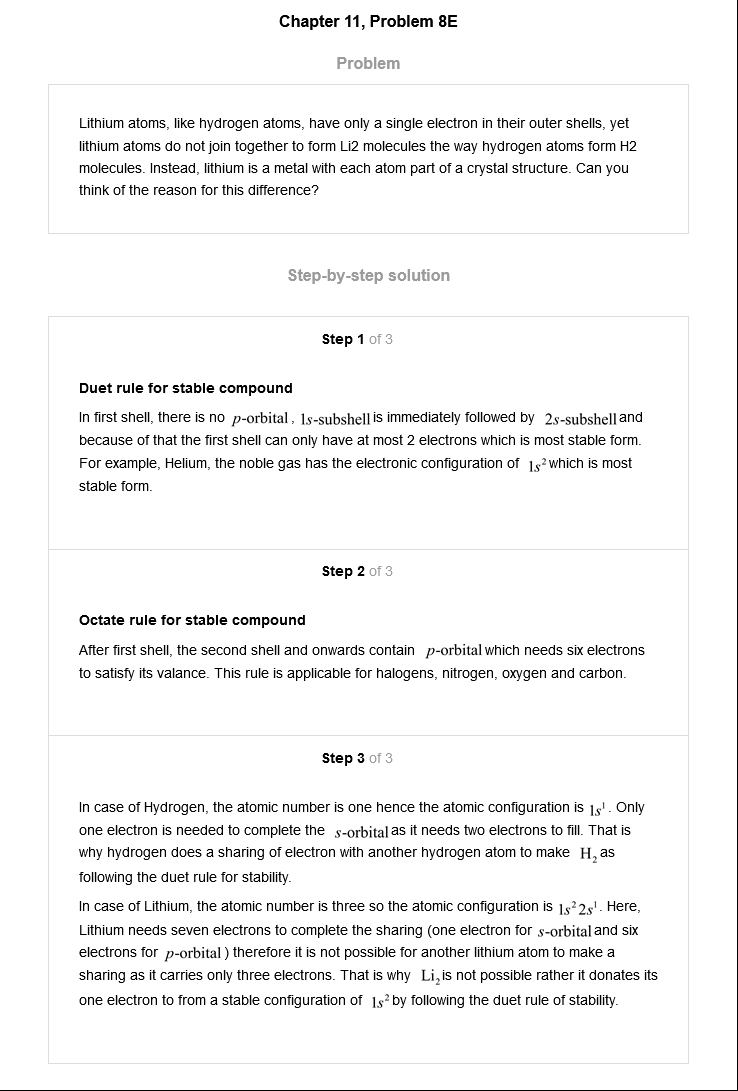 Chapter 11, Problem 8E
Problem
Lithium atoms, like hydrogen atoms, have only a single electron in their outer shells, yet
lithium atoms do not join together to form Li2 molecules the way hydrogen atoms form H2
molecules. Instead, lithium is a metal with each atom part of a crystal structure. Can you
think of the reason for this difference?
Step-by-step solution
Step 1 of 3
Duet rule for stable compound
In first shell, there is no p-orbital, 1s-subshell is immediately followed by 2s-subshell and
because of that the first shell can only have at most 2 electrons which is most stable form.
For example, Helium, the noble gas has the electronic configuration of 1s² which is most
stable form.
Step 2 of 3
Octate rule for stable compound
After first shell, the second shell and onwards contain p-orbital which needs six electrons
to satisfy its valance. This rule is applicable for halogens, nitrogen, oxygen and carbon.
Step 3 of 3
In case of Hydrogen, the atomic number is one hence the atomic configuration is 1s¹. Only
one electron is needed to complete the s-orbital as it needs two electrons to fill. That is
why hydrogen does a sharing of electron with another hydrogen atom to make H₂ as
following the duet rule for stability.
In case of Lithium, the atomic number is three so the atomic configuration is 1s²2s¹. Here,
Lithium needs seven electrons to complete the sharing (one electron for s-orbital and six
electrons for p-orbital) therefore it is not possible for another lithium atom to make a
sharing as it carries only three electrons. That is why Li₂ is not possible rather it donates its
one electron to from a stable configuration of 1s² by following the duet rule of stability.